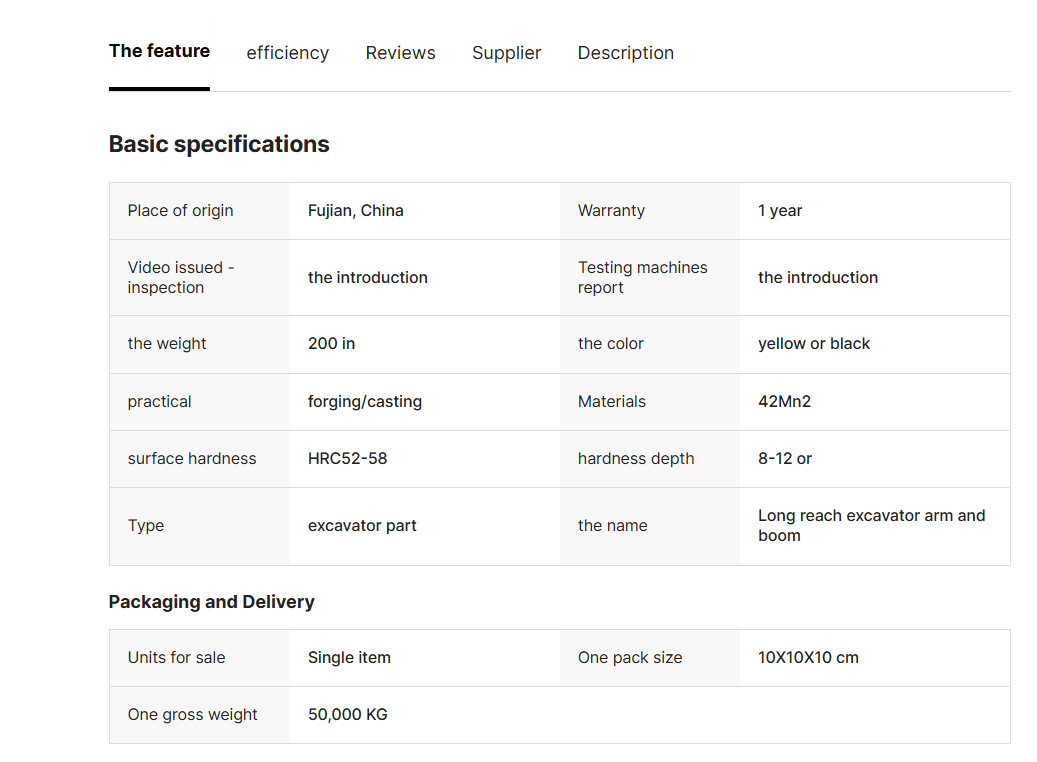 The feature efficiency Reviews Supplier Description
Basic specifications
Place of origin Fujian, China Warranty 1 year
Video issued -
inspection
the introduction
Testing machines
report
the introduction
the weight 200 in the color yellow or black
practical forging/casting Materials 42Mn2
surface hardness HRC52-58 hardness depth 8-12 or
Type excavator part the name
Long reach excavator arm and
boom
Packaging and Delivery
Units for sale Single item One pack size 10X10X10 cm
One gross weight 50,000 KG